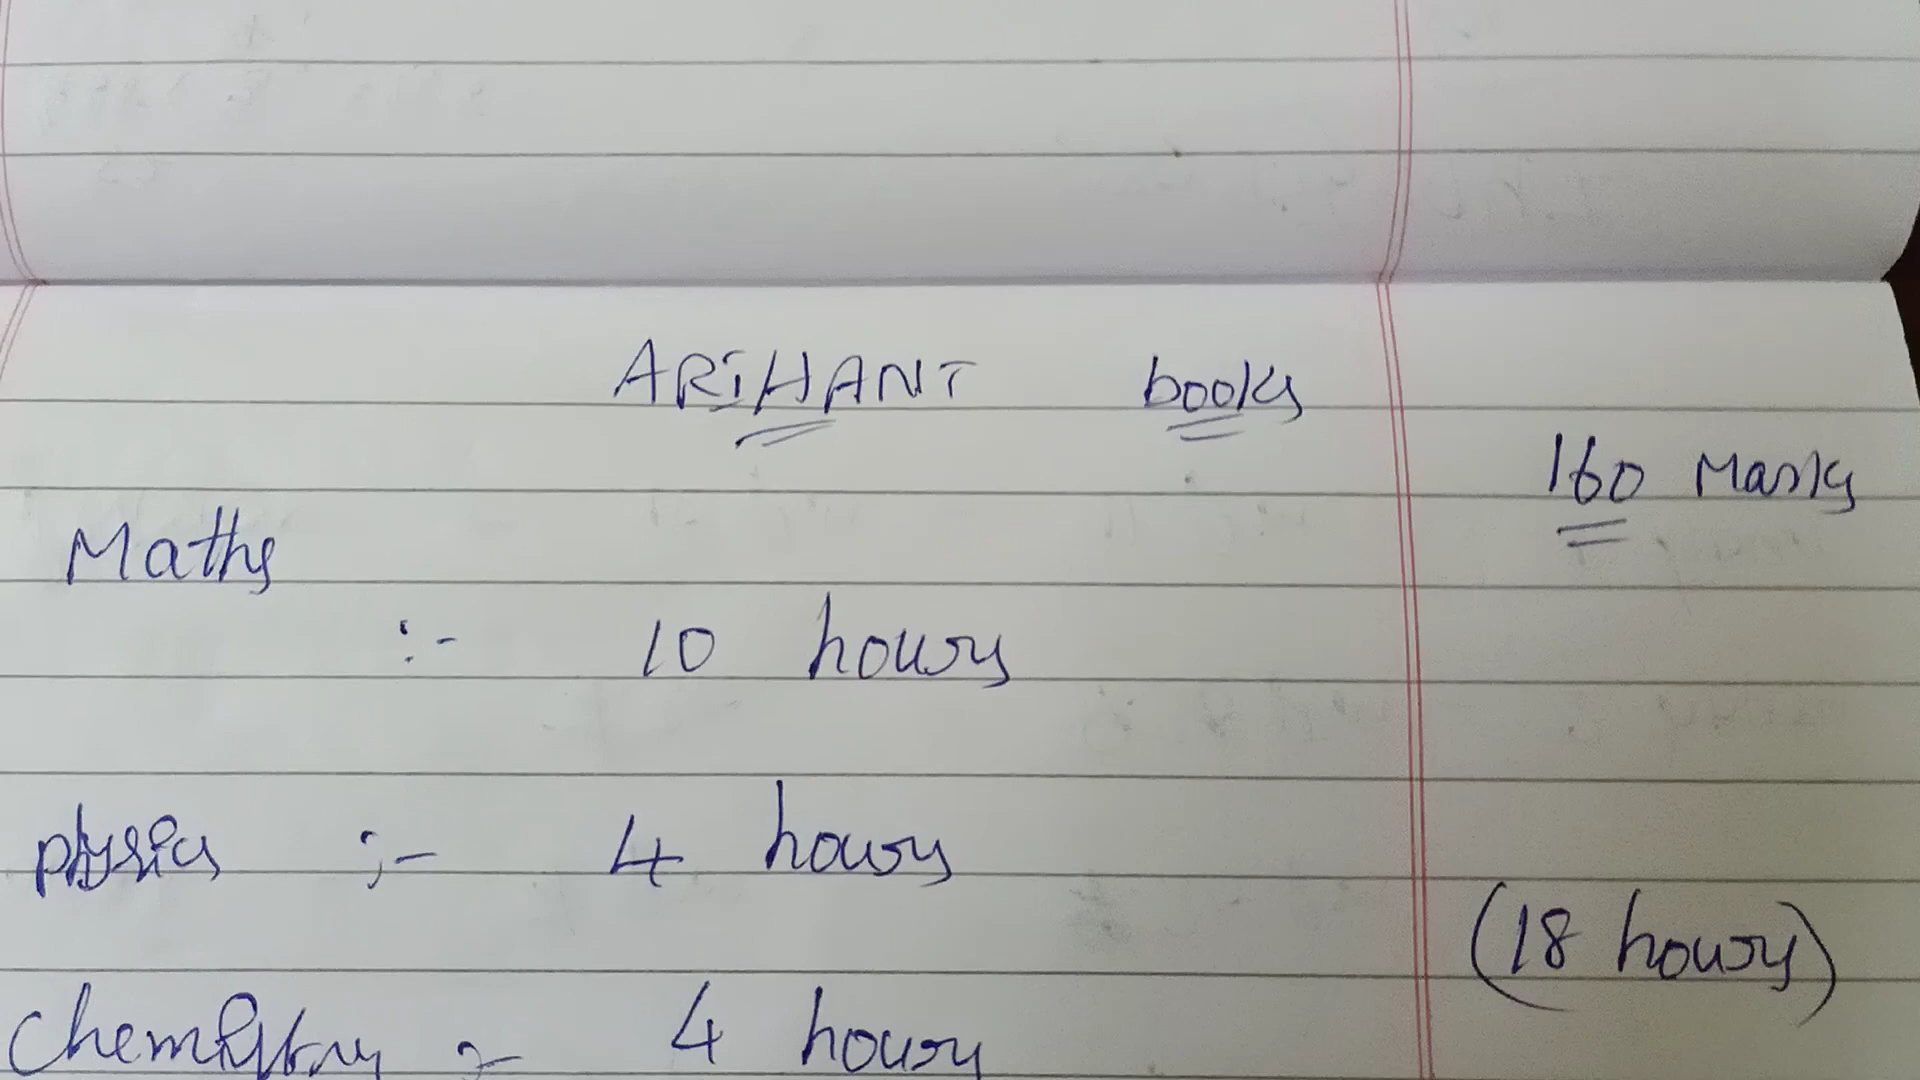 ARIHANT books
160 Marks
Maths
:- 10 hours
physics :- 4 hours
(18 hours)
chemistry :- 4 hours